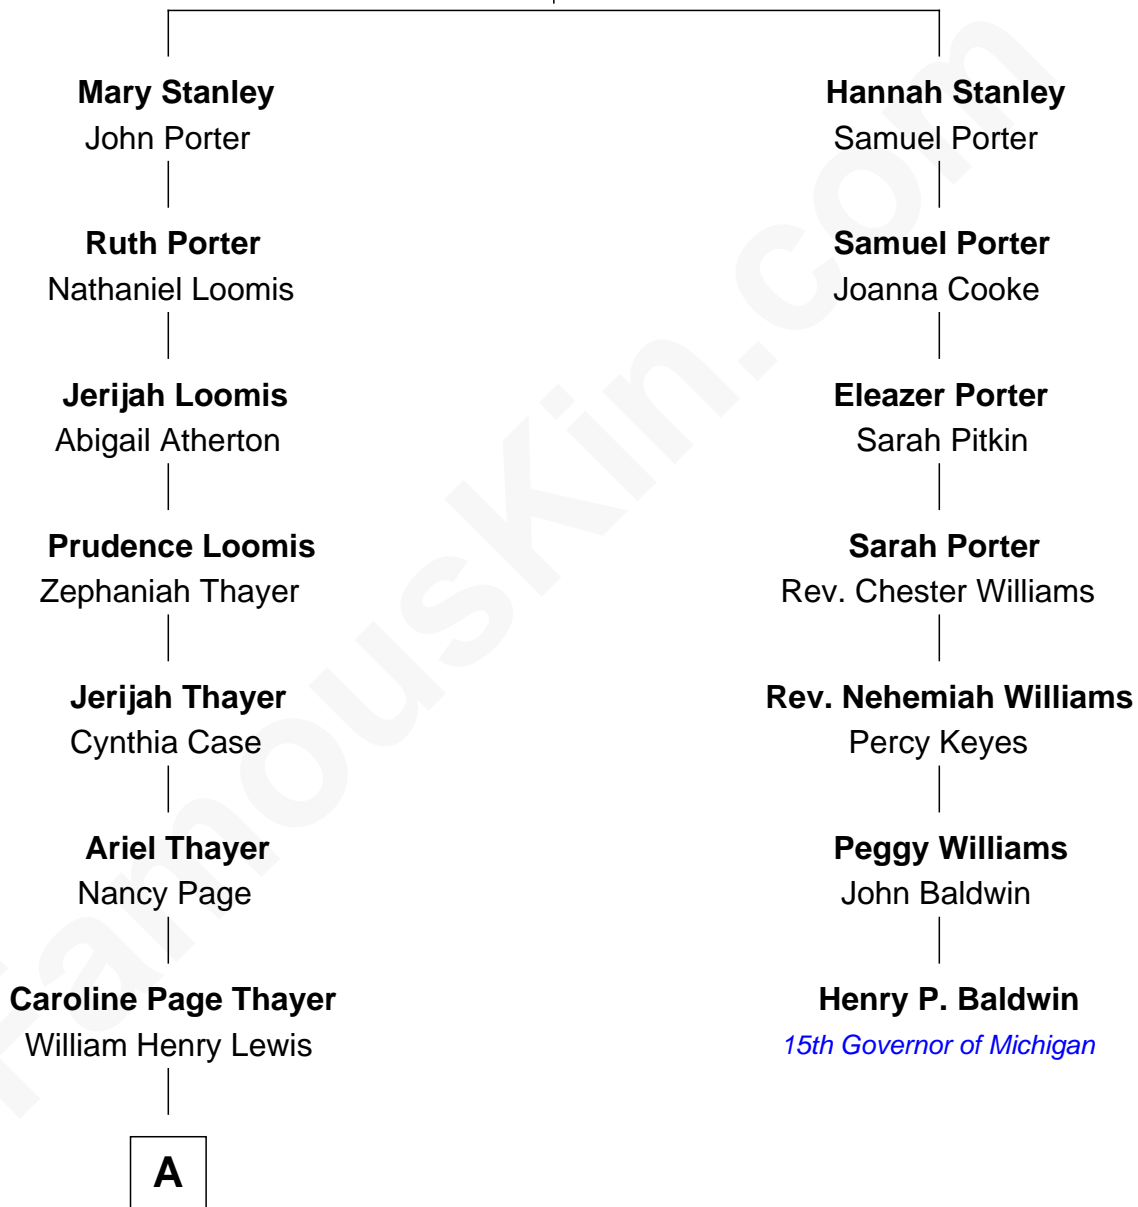 Mary Stanley
John Porter
Ruth Porter
Nathaniel Loomis
Jerijah Loomis
Abigail Atherton
Prudence Loomis
Zephaniah Thayer
Jerijah Thayer
Cynthia Case
Ariel Thayer
Nancy Page
Caroline Page Thayer
William Henry Lewis
A
Hannah Stanley
Samuel Porter
Samuel Porter
Joanna Cooke
Eleazer Porter
Sarah Pitkin
Sarah Porter
Rev. Chester Williams
Rev. Nehemiah Williams
Percy Keyes
Peggy Williams
John Baldwin
Henry P. Baldwin
15th Governor of Michigan
FamousKin.com